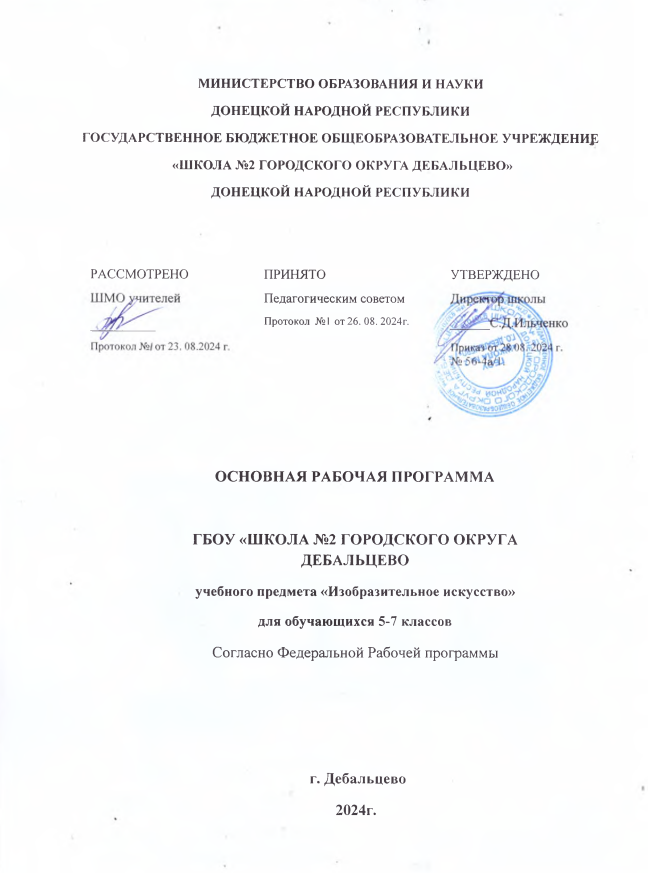 МИНИСТЕРСТВО ОБРАЗОВАНИЯ И НАУКИ
ДОНЕЦКОЙ НАРОДНОЙ РЕСПУБЛИКИ
ГОСУДАРСТВЕННОЕ БЮДЖЕТНОЕ ОБЩЕОБРАЗОВАТЕЛЬНОЕ УЧРЕЖДЕНИЕ
«ШКОЛА №2 ГОРОДСКОГО ОКРУГА ДЕБАЛЬЦЕВО»
ДОНЕЦКОЙ НАРОДНОЙ РЕСПУБЛИКИ
РАССМОТРЕНО
ШМО учителей
Протокол №1 от 23. 08.2024 г.
ПРИНЯТО
Педагогическим советом
Протокол №1 от 26. 08. 2024г.
УТВЕРЖДЕНО
Директор школы
С.Д.Ильченко
Приказ от 28.08. 2024 г.
ОСНОВНАЯ РАБОЧАЯ ПРОГРАММА
ГБОУ «ШКОЛА №2 ГОРОДСКОГО ОКРУГА
ДЕБАЛЬЦЕВО
учебного предмета «Изобразительное искусство»
для обучающихся 5-7 классов
Согласно Федеральной Рабочей программы
г. Дебальцево
2024г.